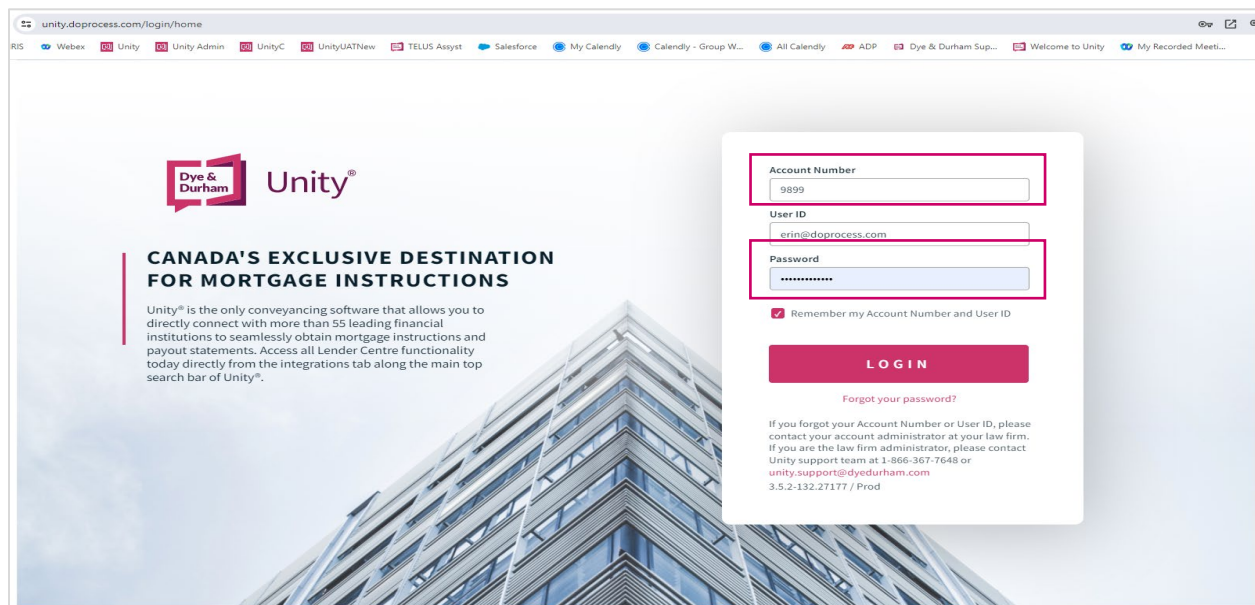 unity.doprocess.com/login/home
RIS Webex Unity Unity Admin UnityC UnityUATNew TELUS Assyst Salesforce My Calendly Calendly - Group W... All Calendly ADP Dye & Durham Sup... Welcome to Unity My Recorded Meeti...
Dye &
Durham
Unity®
CANADA'S EXCLUSIVE DESTINATION
FOR MORTGAGE INSTRUCTIONS
Unity® is the only conveyancing software that allows you to
directly connect with more than 55 leading financial
institutions to seamlessly obtain mortgage instructions and
payout statements. Access all Lender Centre functionality
today directly from the integrations tab along the main top
search bar of Unity®.
Account Number
9899
User ID
erin@doprocess.com
Password
•••••••••••••
Remember my Account Number and User ID
LOGIN
Forgot your password?
If you forgot your Account Number or User ID, please
contact your account administrator at your law firm.
If you are the law firm administrator, please contact
Unity support team at 1-866-367-7648 or
unity.support@dyedurham.com
3.5.2-132.27177 / Prod